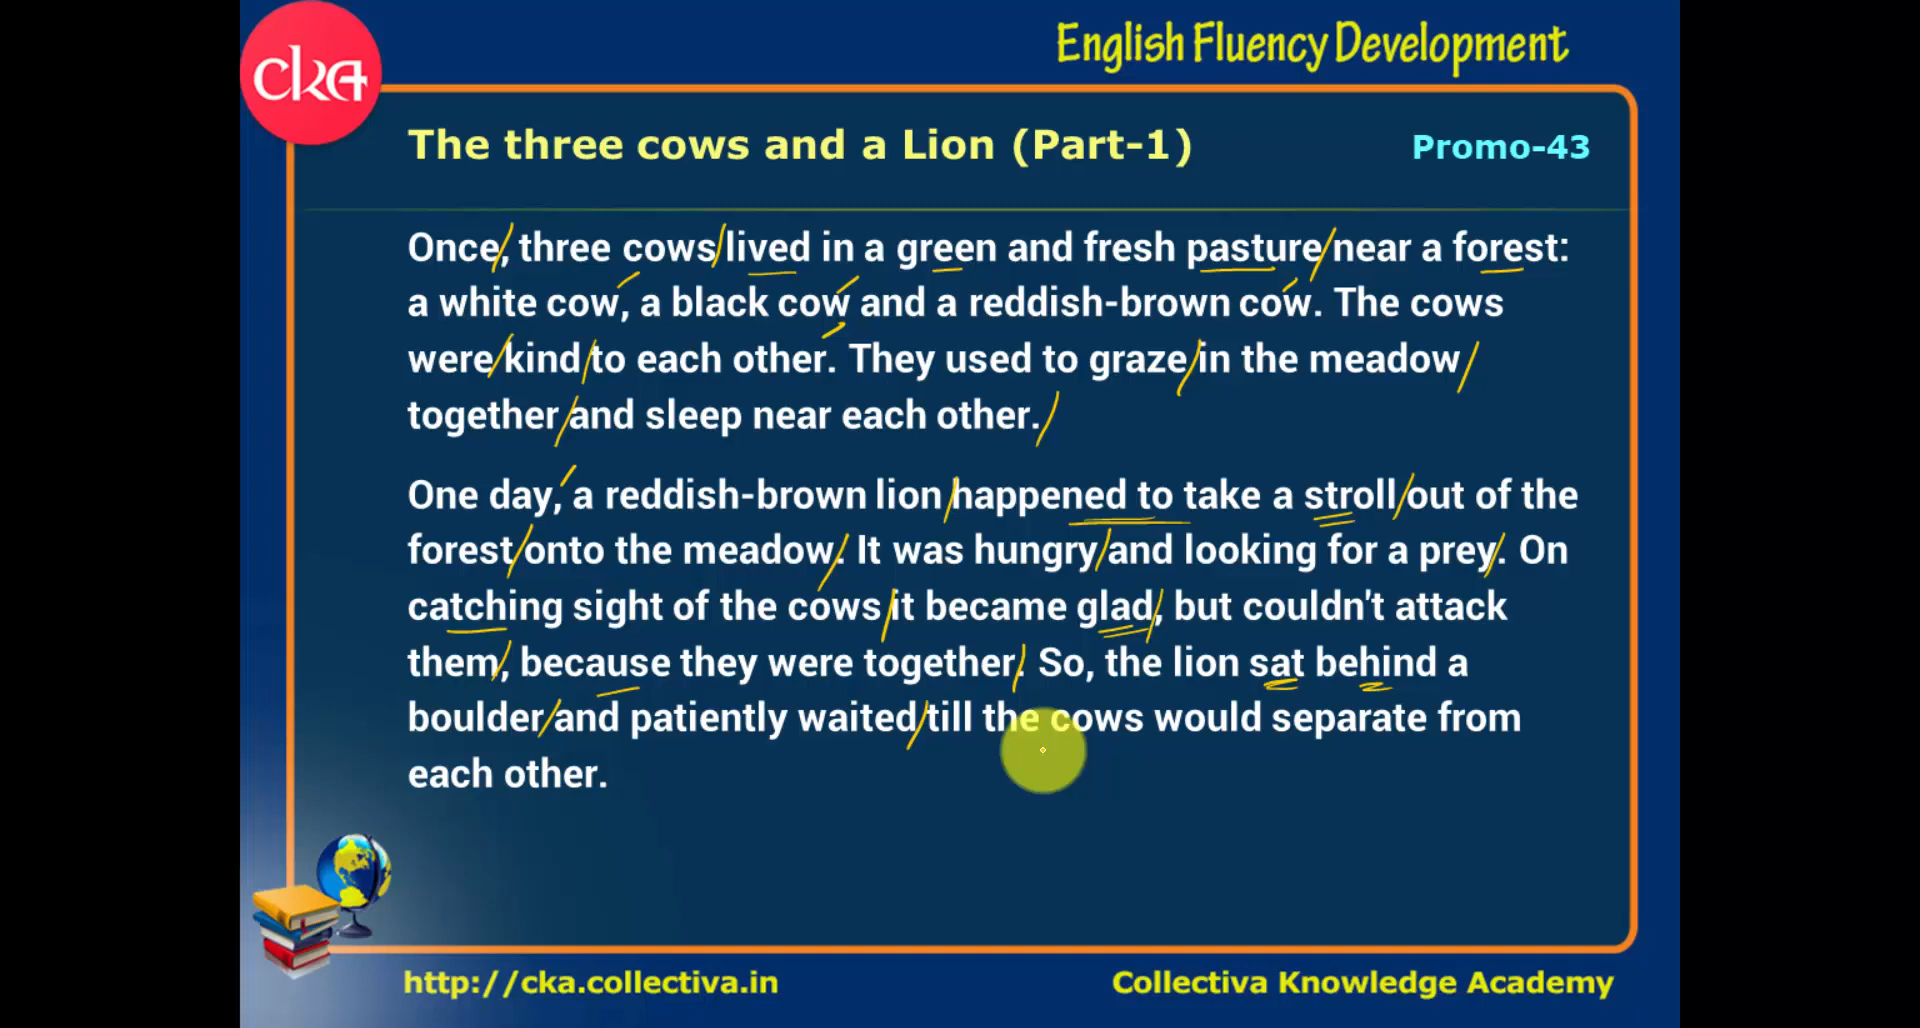 cka
English Fluency Development
The three cows and a Lion (Part-1)
Promo-43
Once, three cows lived in a green and fresh pasture near a forest:
a white cow, a black cow and a reddish-brown cow. The cows
were kind to each other. They used to graze in the meadow
together and sleep near each other.
One day, a reddish-brown lion happened to take a stroll out of the
forest onto the meadow. It was hungry and looking for a prey. On
catching sight of the cows it became glad, but couldn't attack
them, because they were together. So, the lion sat behind a
boulder and patiently waited till the cows would separate from
each other.
http://cka.collectiva.in
Collectiva Knowledge Academy